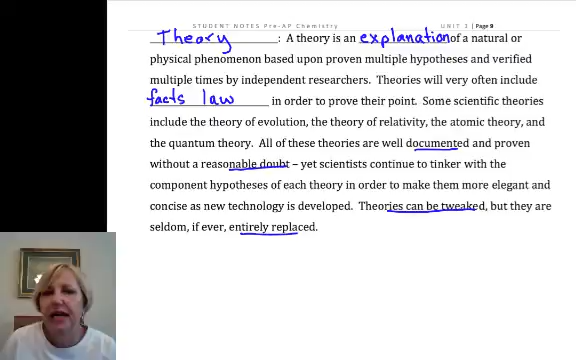 STUDENT NOTES Pre-AP Chemistry UNIT 1 | Page 9
Theory : A theory is an explanation of a natural or
physical phenomenon based upon proven multiple hypotheses and verified
multiple times by independent researchers. Theories will very often include
facts law in order to prove their point. Some scientific theories
include the theory of evolution, the theory of relativity, the atomic theory, and
the quantum theory. All of these theories are well documented and proven
without a reasonable doubt – yet scientists continue to tinker with the
component hypotheses of each theory in order to make them more elegant and
concise as new technology is developed. Theories can be tweaked, but they are
seldom, if ever, entirely replaced.